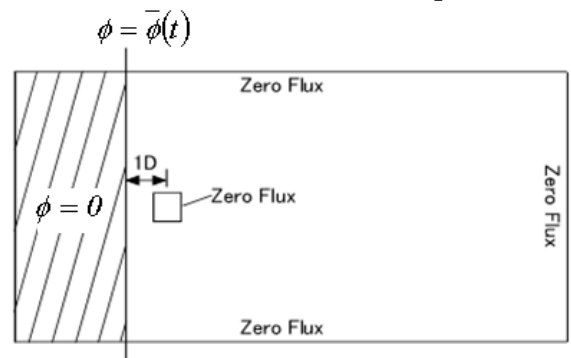 ϕ = ϕ̅(t)
Zero Flux
1D
Zero Flux
Zero Flux
ϕ = 0
Zero Flux